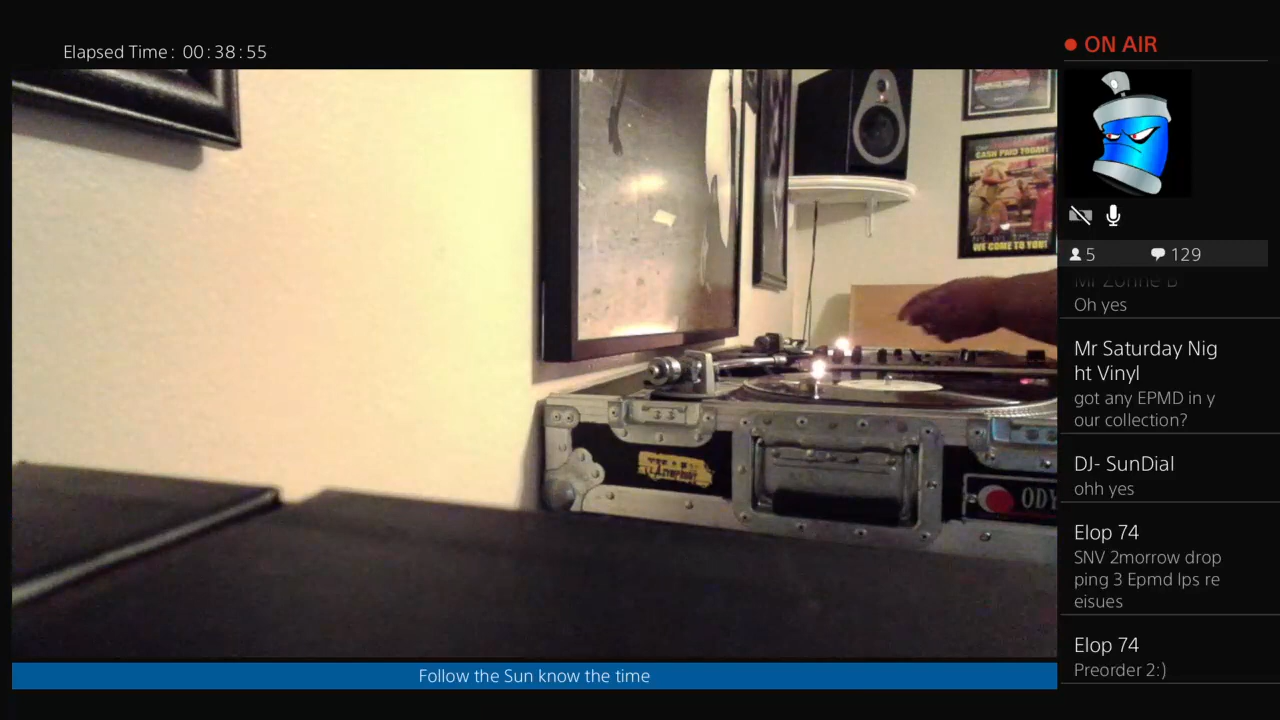 Elapsed Time: 00:38:55
ON AIR
5
129
Mr Zonne B
Oh yes
Mr Saturday Nig
ht Vinyl
got any EPMD in y
our collection?
DJ- SunDial
ohh yes
Elop 74
SNV 2morrow drop
ping 3 Epmd lps re
eisues
Elop 74
Preorder 2:)
CASH PAID TODAY!
WE COME TO YOU!
ODY
Follow the Sun know the time